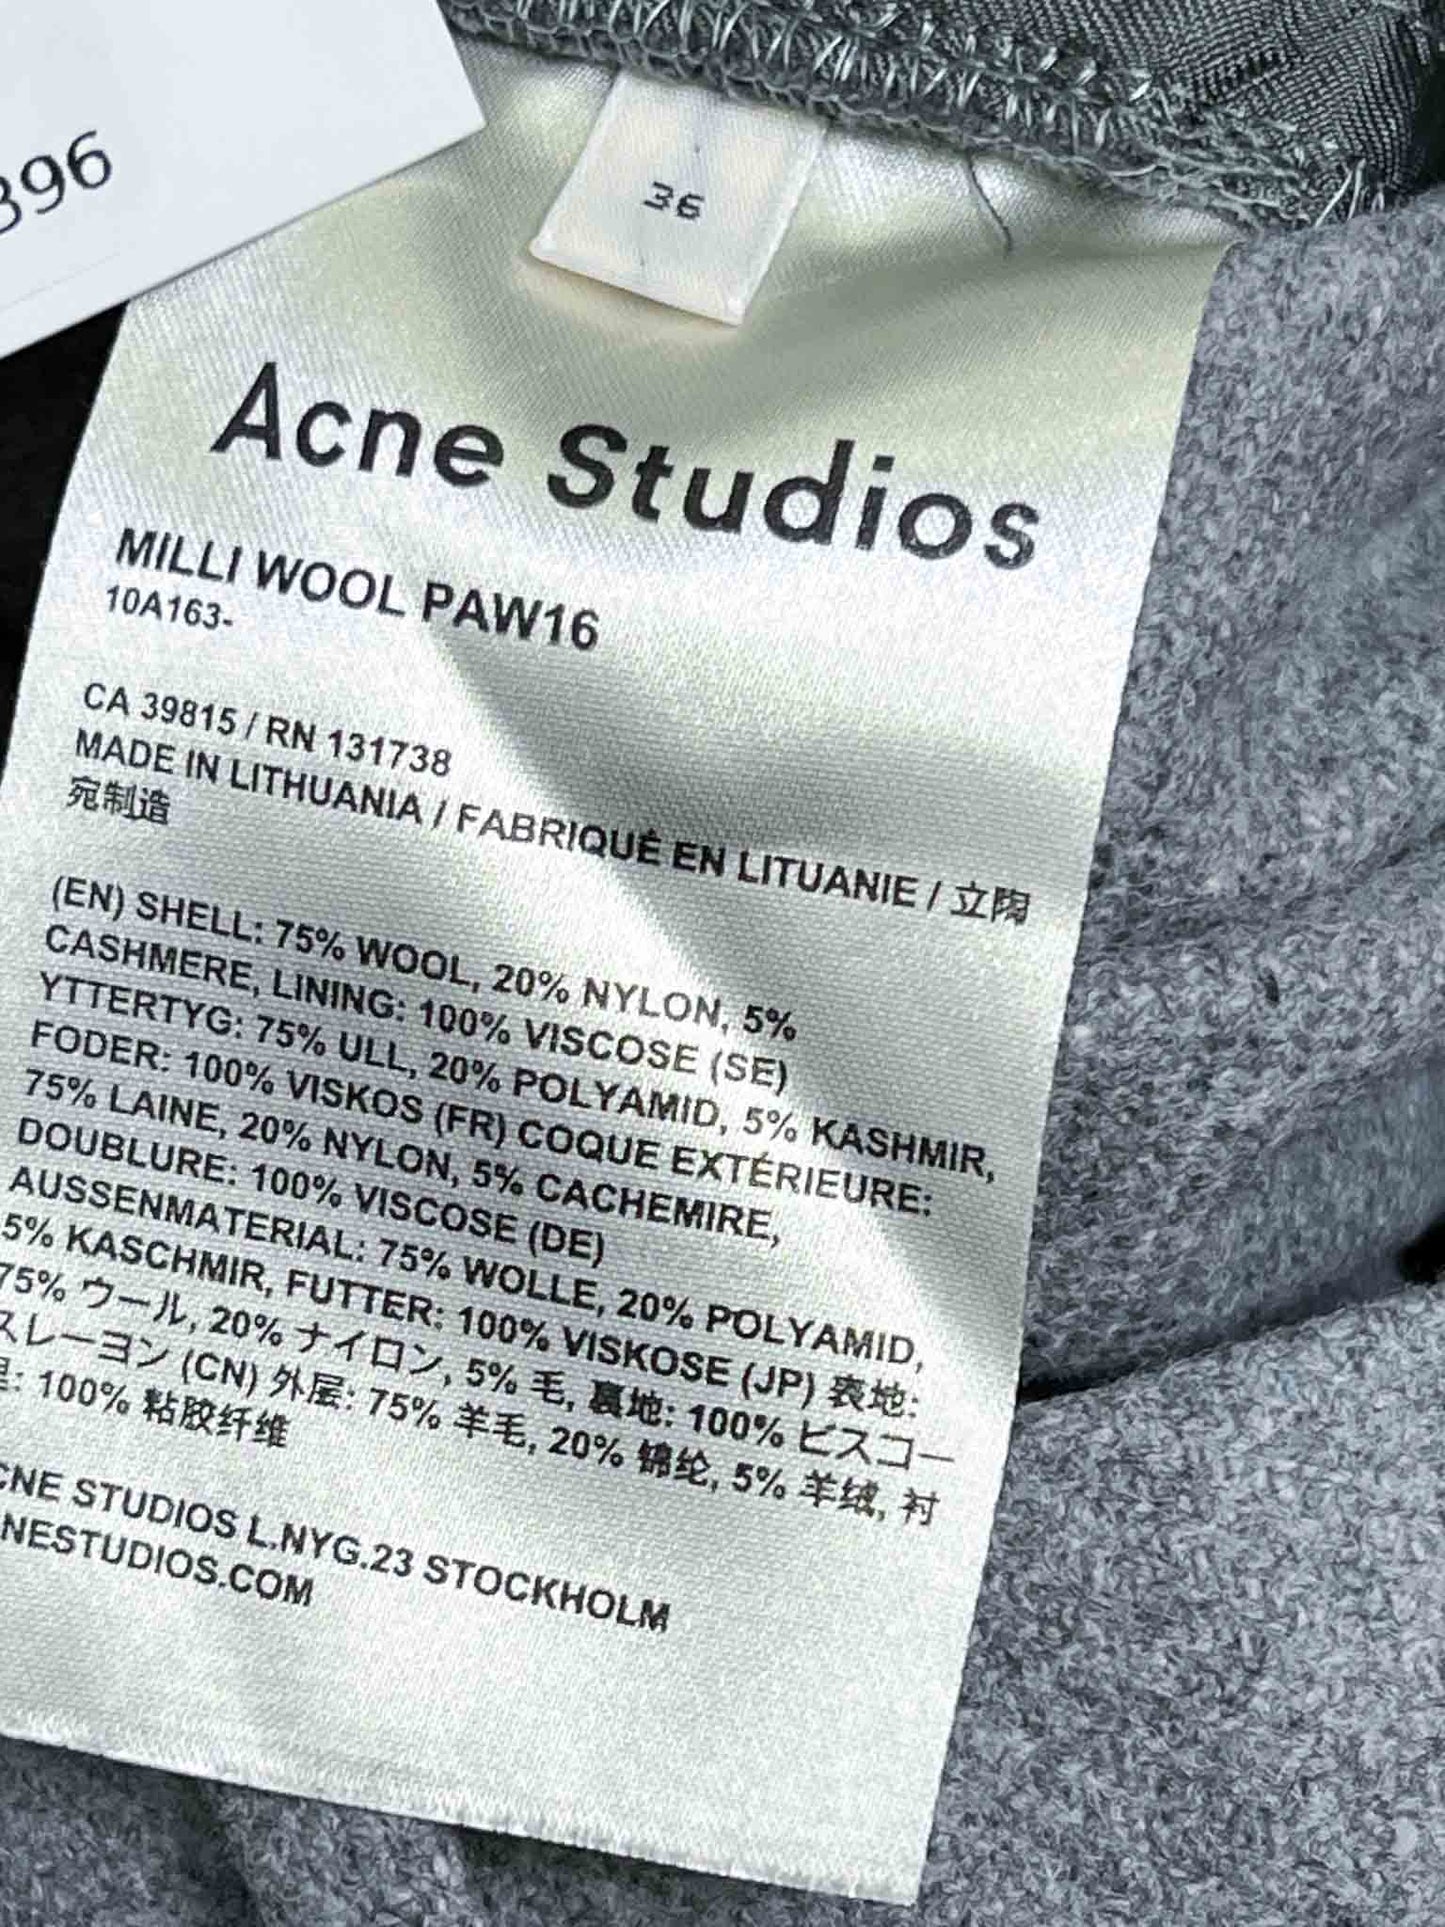 396
36
Acne Studios
MILLI WOOL PAW16
10A163-
CA 39815 / RN 131738
MADE IN LITHUANIA / FABRIQUÉ EN LITUANIE / 立陶
宛制造
(EN) SHELL: 75% WOOL, 20% NYLON, 5%
CASHMERE, LINING: 100% VISCOSE (SE)
YTTERTYG: 75% ULL, 20% POLYAMID, 5% KASHMIR,
FODER: 100% VISKOS (FR) COQUE EXTÉRIEURE:
75% LAINE, 20% NYLON, 5% CACHEMIRE,
DOUBLURE: 100% VISCOSE (DE)
AUSSENMATERIAL: 75% WOLLE, 20% POLYAMID,
5% KASCHMIR, FUTTER: 100% VISKOSE (JP) 表地:
75% ウール, 20% ナイロン, 5% 毛, 裏地: 100% ビスコー
スレーヨン (CN) 外层: 75% 羊毛, 20% 锦纶, 5% 羊绒, 衬
里: 100% 粘胶纤维
CNE STUDIOS L.NYG.23 STOCKHOLM
NESTUDIOS.COM